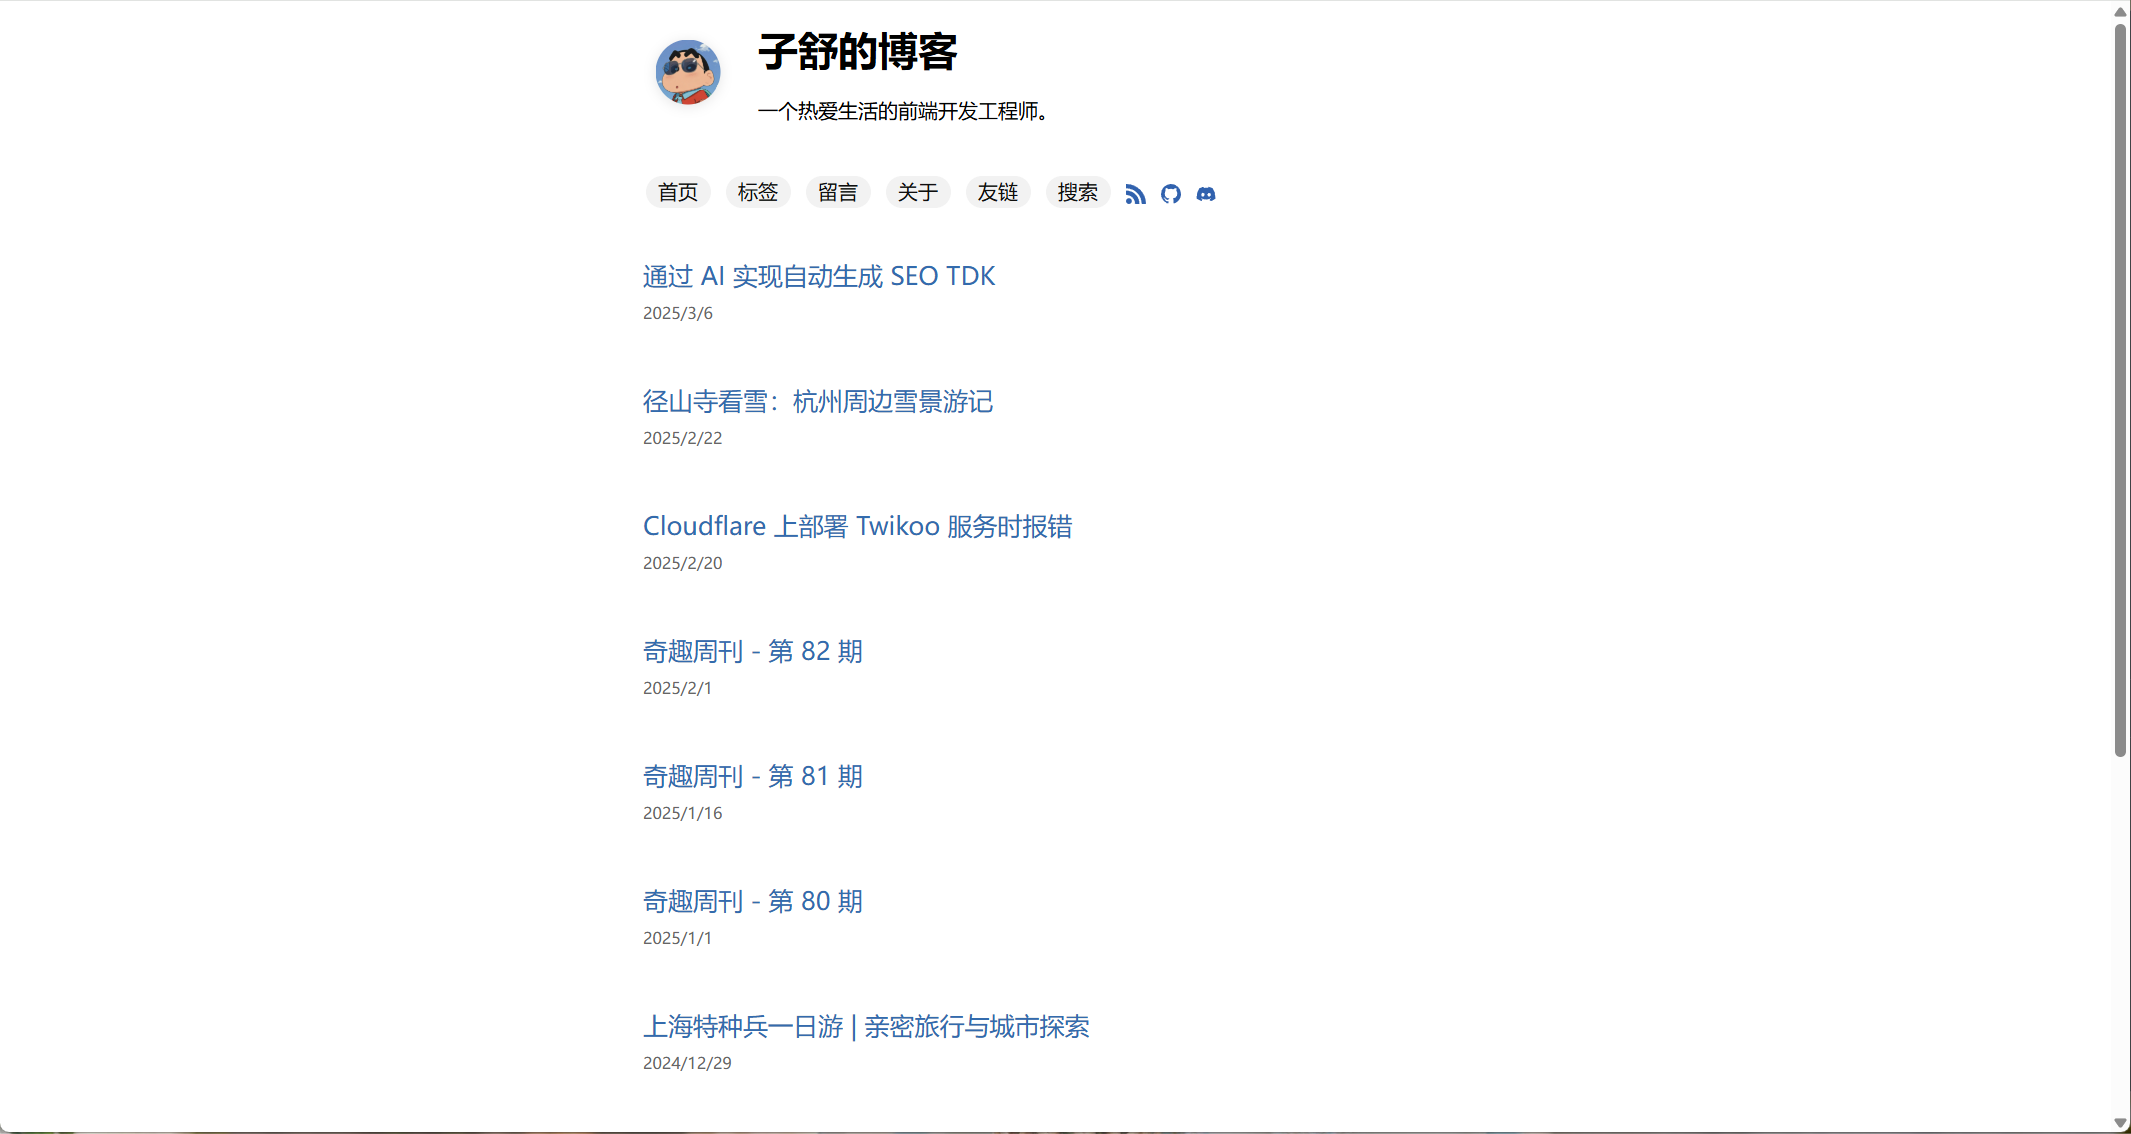 子舒的博客
一个热爱生活的前端开发工程师。
首页 标签 留言 关于 友链 搜索
通过 AI 实现自动生成 SEO TDK
2025/3/6
径山寺看雪：杭州周边雪景游记
2025/2/22
Cloudflare 上部署 Twikoo 服务时报错
2025/2/20
奇趣周刊 - 第 82 期
2025/2/1
奇趣周刊 - 第 81 期
2025/1/16
奇趣周刊 - 第 80 期
2025/1/1
上海特种兵一日游 | 亲密旅行与城市探索
2024/12/29